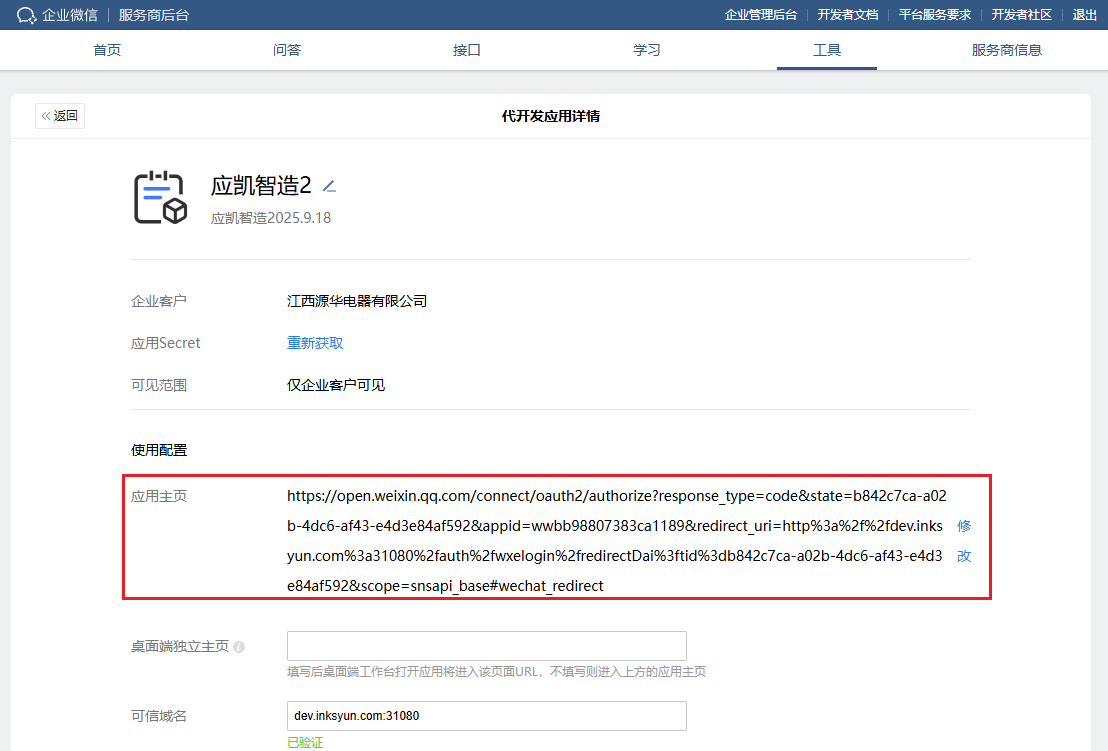 企业微信 服务商后台 企业管理后台 开发者文档 平台服务要求 开发者社区 退出
首页 问答 接口 学习 工具 服务商信息
返回 代开发应用详情
应凯智造2
应凯智造2025.9.18
企业客户 江西源华电器有限公司
应用Secret 重新获取
可见范围 仅企业客户可见
使用配置
应用主页 https://open.weixin.qq.com/connect/oauth2/authorize?response_type=code&state=b842c7ca-a02
b-4dc6-af43-e4d3e84af592&appid=wwbb98807383ca1189&redirect_uri=http%3a%2f%2fdev.inks 修
yun.com%3a31080%2fauth%2fwxelogin%2fredirectDai%3ftid%3db842c7ca-a02b-4dc6-af43-e4d3 改
e84af592&scope=snsapi_base#wechat_redirect
桌面端独立主页
填写后桌面端工作台打开应用将进入该页面URL，不填写则进入上方的应用主页
可信域名 dev.inksyun.com:31080
已验证